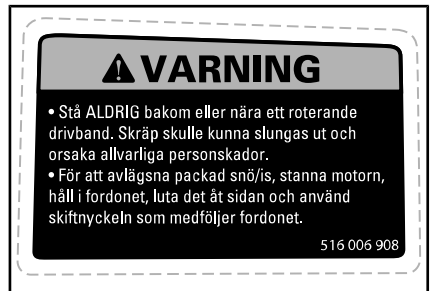 VARNING
• Stå ALDRIG bakom eller nära ett roterande
drivband. Skräp skulle kunna slungas ut och
orsaka allvarliga personskador.
• För att avlägsna packad snö/is, stanna motorn,
håll i fordonet, luta det åt sidan och använd
skiftnyckeln som medföljer fordonet.
516 006 908